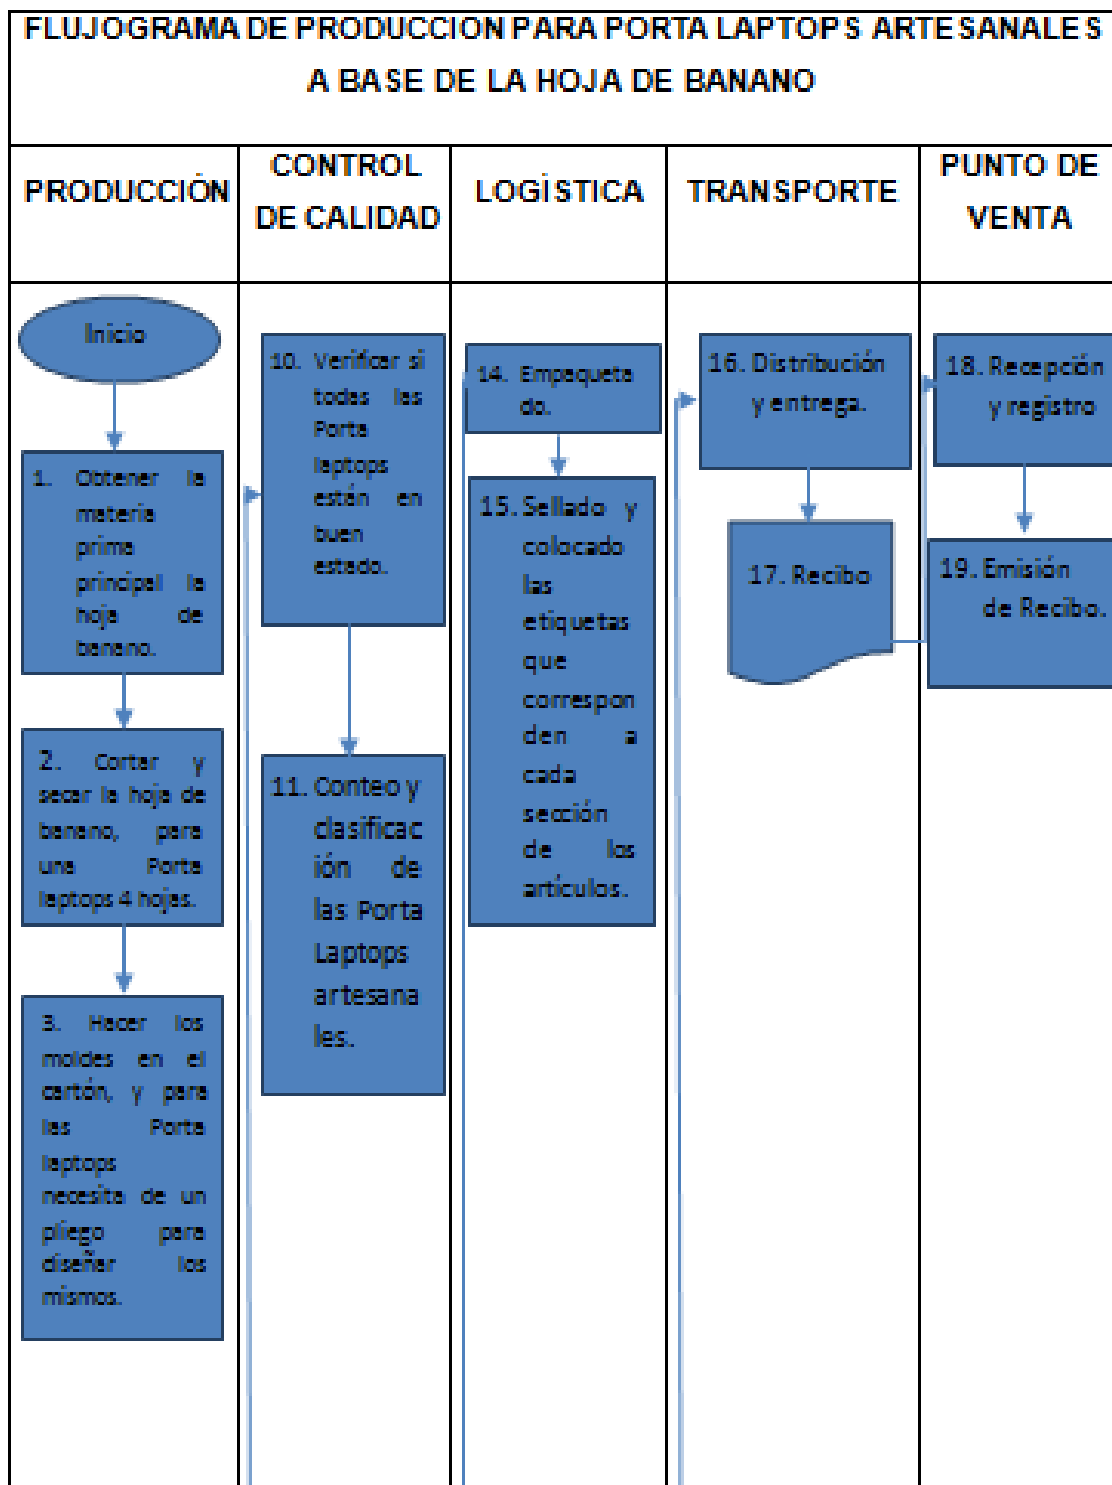 FLUJOGRAMA DE PRODUCCION PARA PORTA LAPTOPS ARTESANALES
A BASE DE LA HOJA DE BANANO
PRODUCCIÓN
CONTROL
DE CALIDAD
LOGÍSTICA
TRANSPORTE
PUNTO DE
VENTA
Inicio
1. Obtener la
materia
prima
principal la
hoja de
banano.
2. Cortar y
secar la hoja de
banano, para
una Porta
laptops 4 hojas.
3. Hacer los
moldes en el
cartón, y para
las Porta
laptops
necesita de un
pliego para
diseñar los
mismos.
10. Verificar si
todas las
Porta
laptops
están en
buen
estado.
11. Conteo y
clasificac
ión de
las Porta
Laptops
artesana
les.
14. Empaqueta
do.
15. Sellado y
colocado
las
etiquetas
que
correspon
den a
cada
sección
de los
artículos.
16. Distribución
y entrega.
17. Recibo
18. Recepción
y registro
19. Emisión
de Recibo.